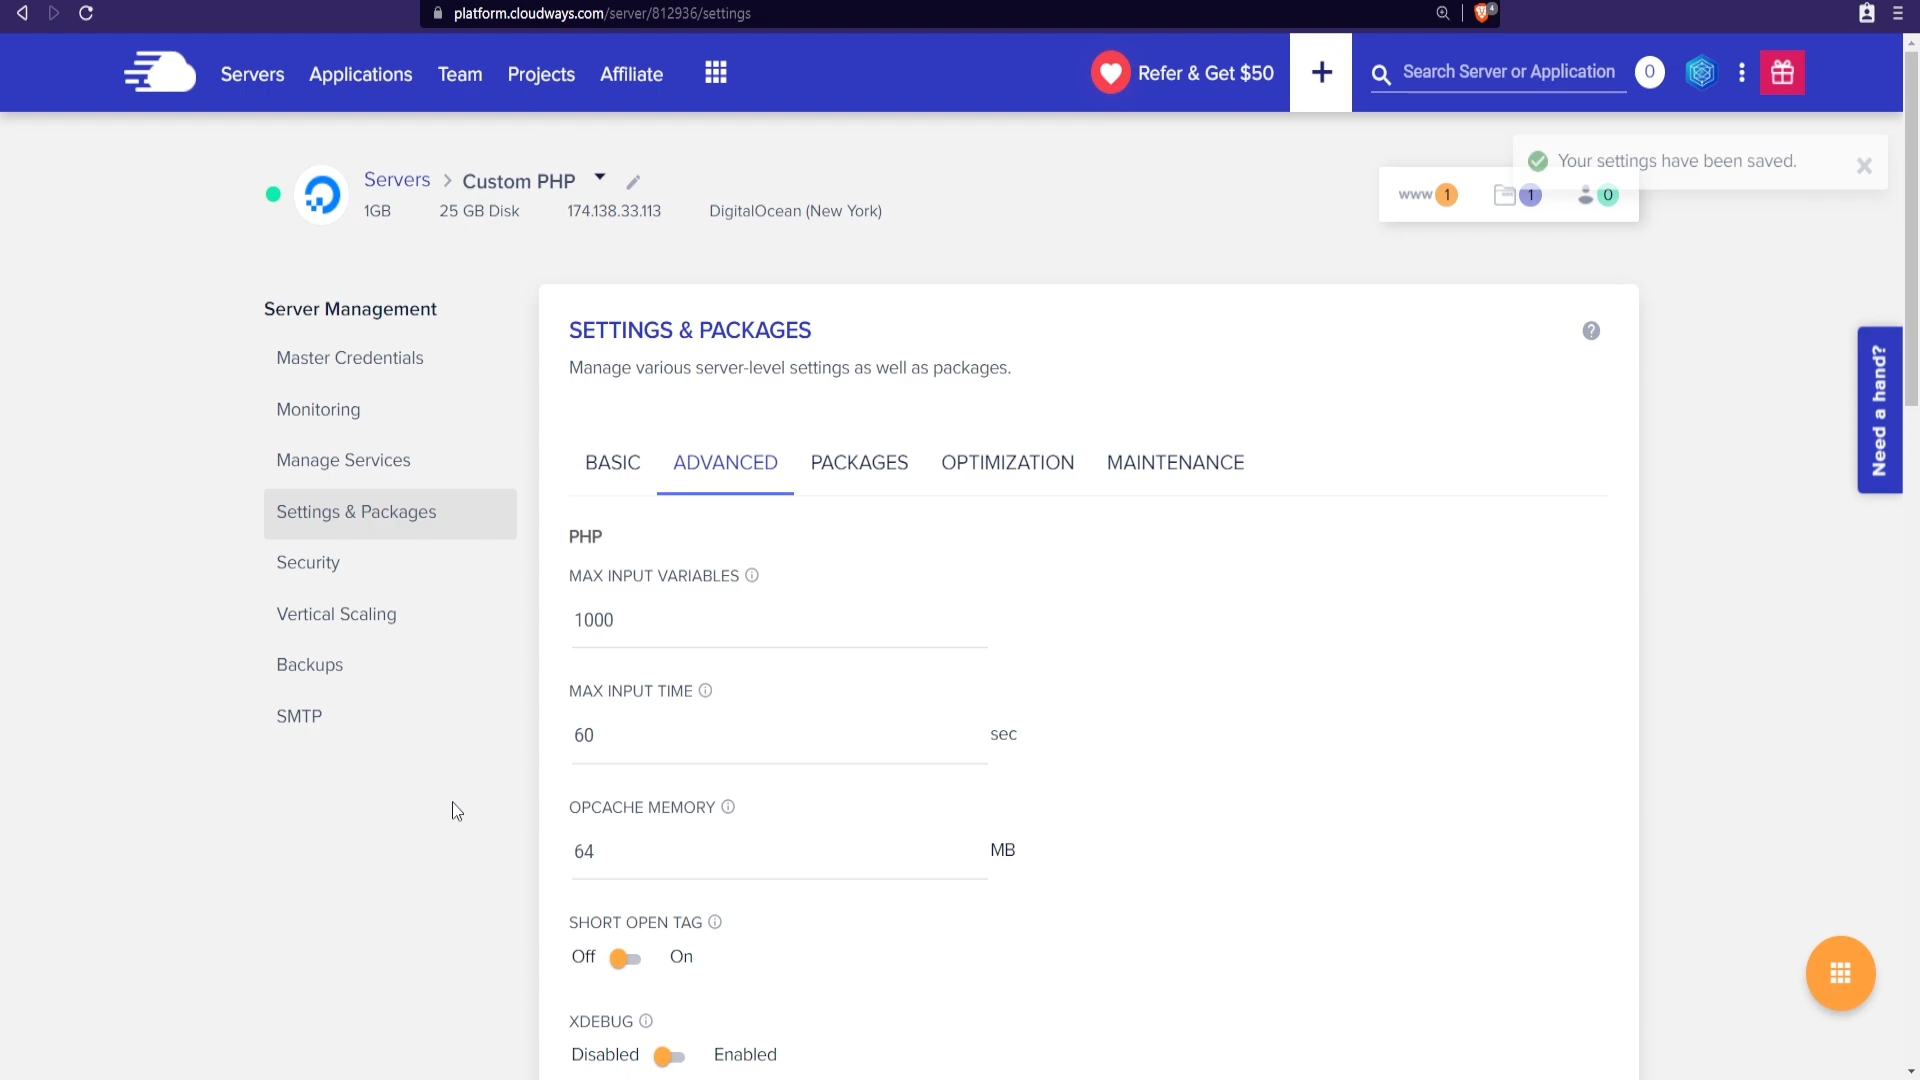 platform.cloudways.com/server/812936/settings
4
Servers Applications Team Projects Affiliate
Refer & Get $50
+
Search Server or Application
0
Your settings have been saved.
Servers > Custom PHP
1GB 25 GB Disk 174.138.33.113 DigitalOcean (New York)
www 1 1 0
Server Management
Master Credentials
Monitoring
Manage Services
Settings & Packages
Security
Vertical Scaling
Backups
SMTP
SETTINGS & PACKAGES
?
Manage various server-level settings as well as packages.
BASIC ADVANCED PACKAGES OPTIMIZATION MAINTENANCE
PHP
MAX INPUT VARIABLES
1000
MAX INPUT TIME
60 sec
OPCACHE MEMORY
64 MB
SHORT OPEN TAG
Off On
XDEBUG
Disabled Enabled
Need a hand?